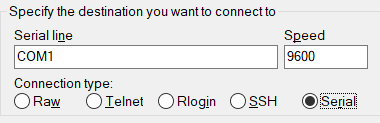 Specify the destination you want to connect to
Serial line Speed
COM1 9600
Connection type:
Raw Telnet Rlogin SSH Serial